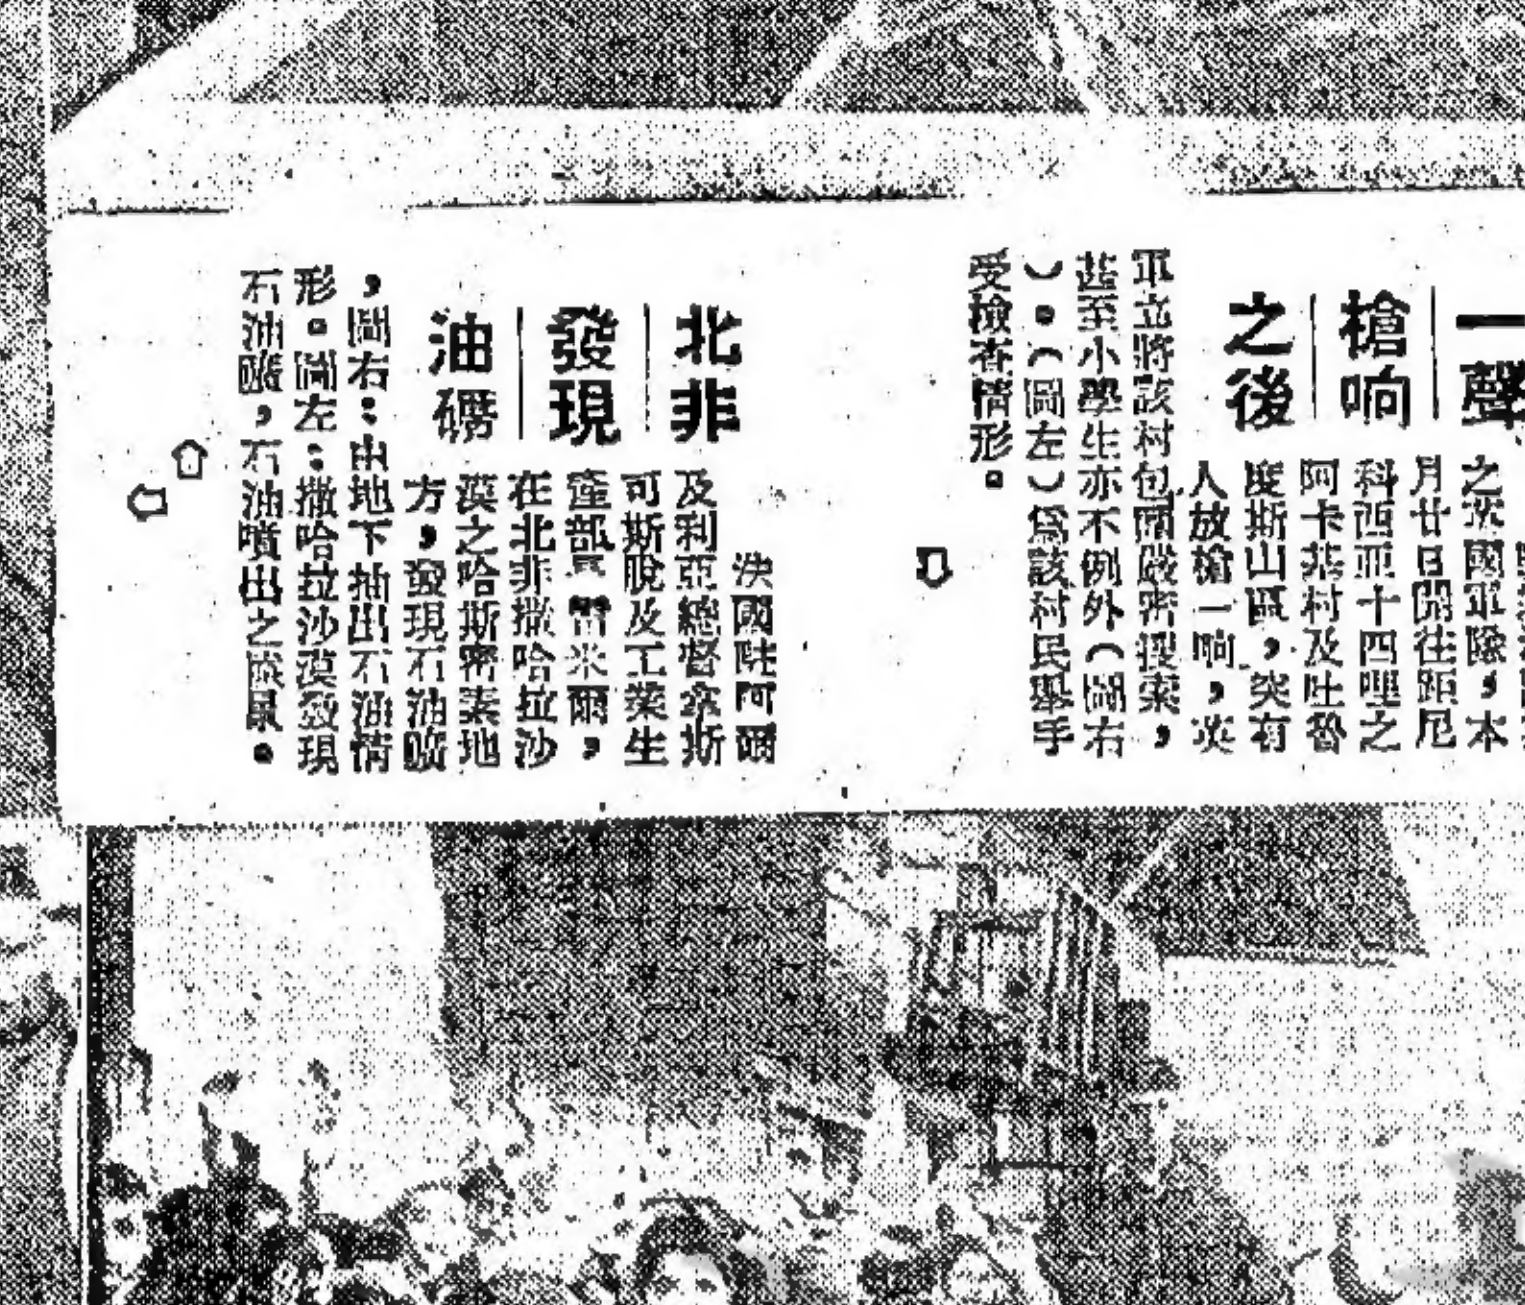 一聲
槍响
之後
之英國軍隊，本
月廿日開往距尼
科西亞十四哩之
阿卡基村及吐魯
度斯山區，突有
人放槍一响，英
軍立將該村包圍嚴密搜索，
甚至小學生亦不例外（圖右
）。（圖左）爲該村民舉手
受檢查情形。
北非
發現
油礦
法國駐阿爾
及利亞總督拿斯
可斯脫及工業生
產部長雷米爾，
在北非撒哈拉沙
漠之哈斯密素地
方，發現石油礦
，圖右：由地下抽出石油情
形。圖左：撒哈拉沙漠發現
石油礦，石油噴出之